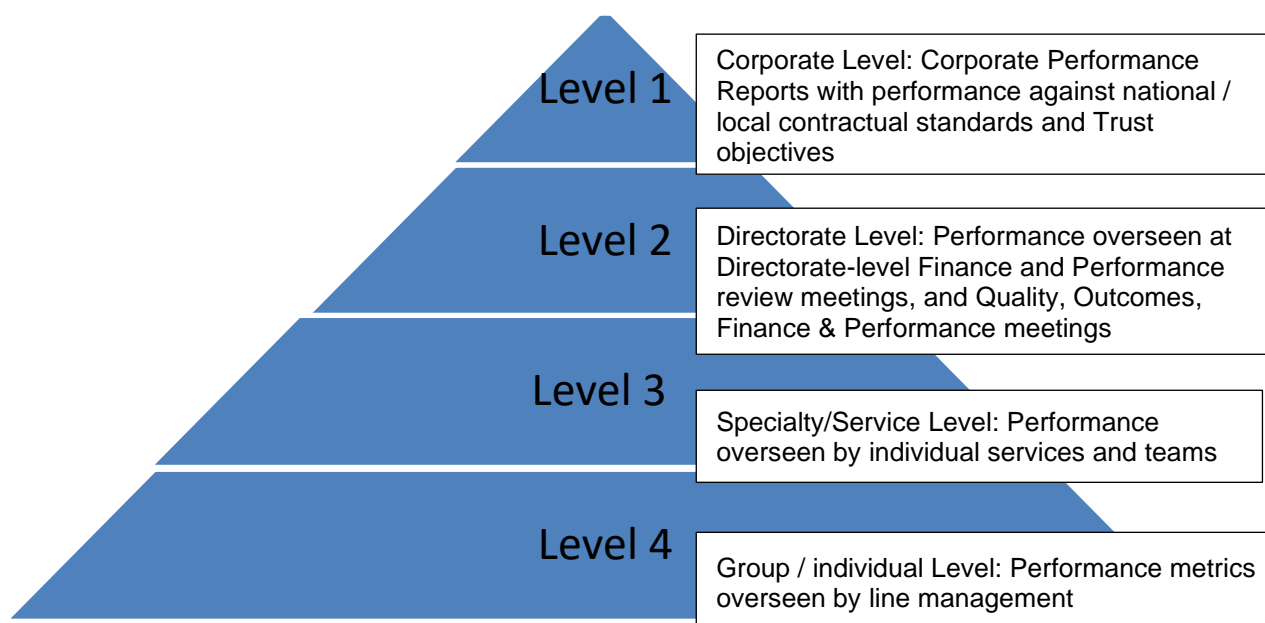 Level 1
Corporate Level: Corporate Performance
Reports with performance against national /
local contractual standards and Trust
objectives
Level 2
Directorate Level: Performance overseen at
Directorate-level Finance and Performance
review meetings, and Quality, Outcomes,
Finance & Performance meetings
Level 3
Specialty/Service Level: Performance
overseen by individual services and teams
Level 4
Group / individual Level: Performance metrics
overseen by line management